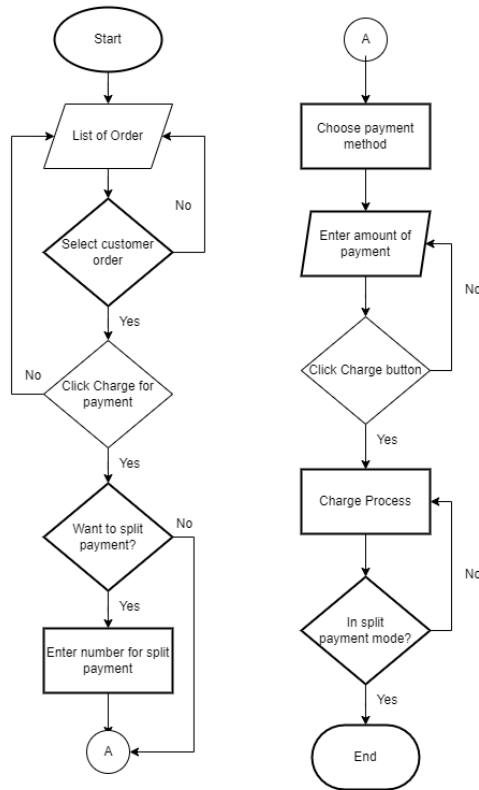 Start
List of Order
No
Select customer
order
Yes
No
Click Charge for
payment
Yes
Want to split
payment?
No
Yes
Enter number for split
payment
A
A
Choose payment
method
Enter amount of
payment
No
Click Charge button
Yes
Charge Process
No
In split
payment mode?
Yes
End